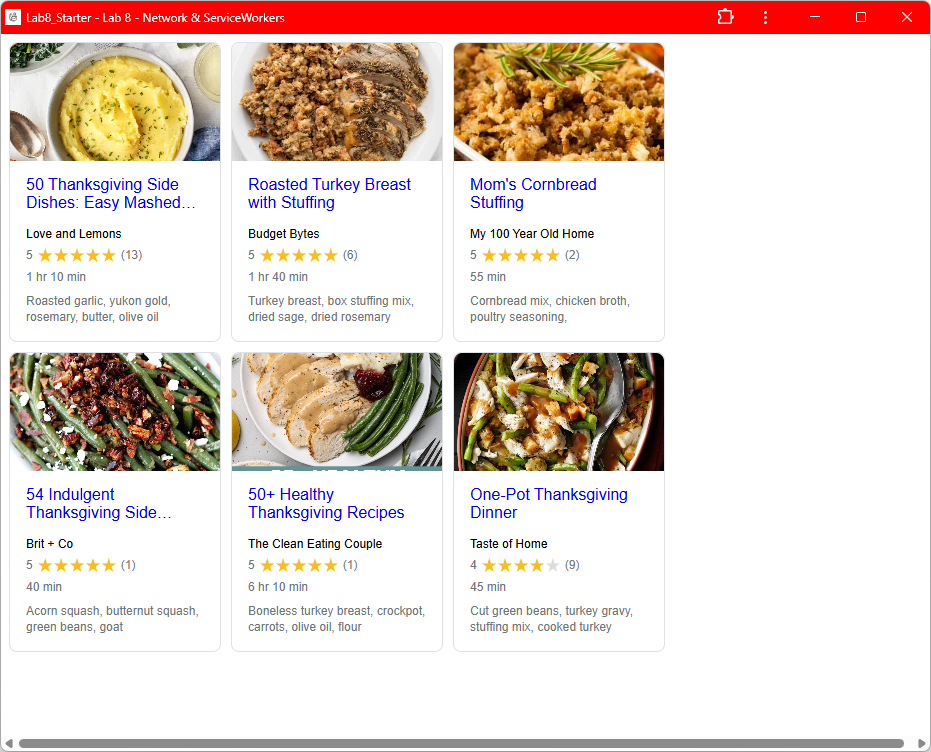 Lab8_Starter - Lab 8 - Network & ServiceWorkers
50 Thanksgiving Side
Dishes: Easy Mashed…
Love and Lemons
5 (13)
1 hr 10 min
Roasted garlic, yukon gold,
rosemary, butter, olive oil
Roasted Turkey Breast
with Stuffing
Budget Bytes
5 (6)
1 hr 40 min
Turkey breast, box stuffing mix,
dried sage, dried rosemary
Mom's Cornbread
Stuffing
My 100 Year Old Home
5 (2)
55 min
Cornbread mix, chicken broth,
poultry seasoning,
54 Indulgent
Thanksgiving Side…
Brit + Co
5 (1)
40 min
Acorn squash, butternut squash,
green beans, goat
50+ Healthy
Thanksgiving Recipes
The Clean Eating Couple
5 (1)
6 hr 10 min
Boneless turkey breast, crockpot,
carrots, olive oil, flour
One-Pot Thanksgiving
Dinner
Taste of Home
4 (9)
45 min
Cut green beans, turkey gravy,
stuffing mix, cooked turkey